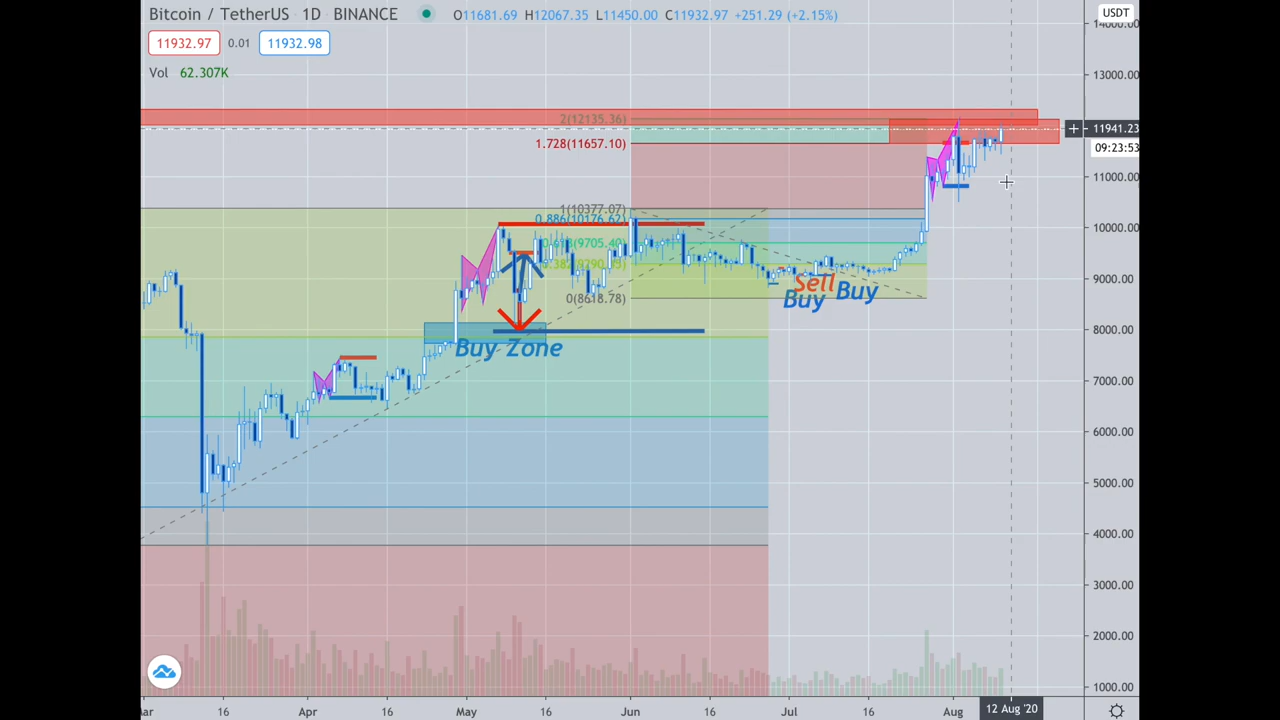 Bitcoin / TetherUS 1D BINANCE O11681.69 H12067.35 L11450.00 C11932.97 +251.29 (+2.15%)
USDT
11932.97 0.01 11932.98
Vol 62.307K
14000.00
13000.00
2(12135.36)
11941.23
09:23:53
1.728(11657.10)
11000.00
1(10377.07)
0.886(10176.62)
10000.00
9000.00
0(8618.78)
Sell
Buy Buy
8000.00
Buy Zone
7000.00
6000.00
5000.00
4000.00
3000.00
2000.00
1000.00
16 Apr 16 May 16 Jun 16 Jul 16 Aug 12 Aug '20